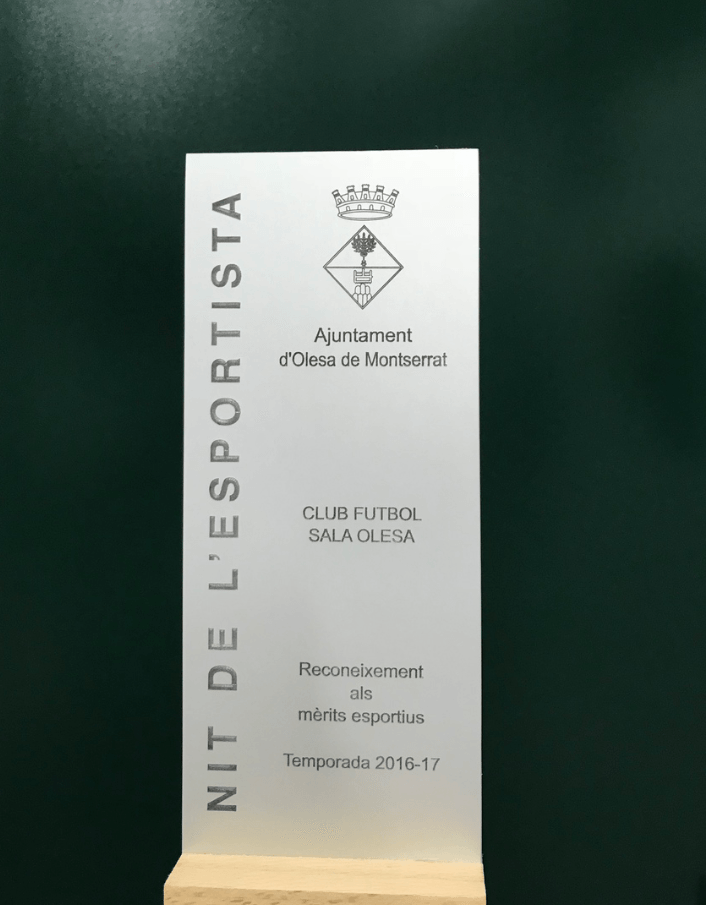 NIT DE L'ESPORTISTA
Ajuntament
d'Olesa de Montserrat
CLUB FUTBOL
SALA OLESA
Reconeixement
als
mèrits esportius
Temporada 2016-17